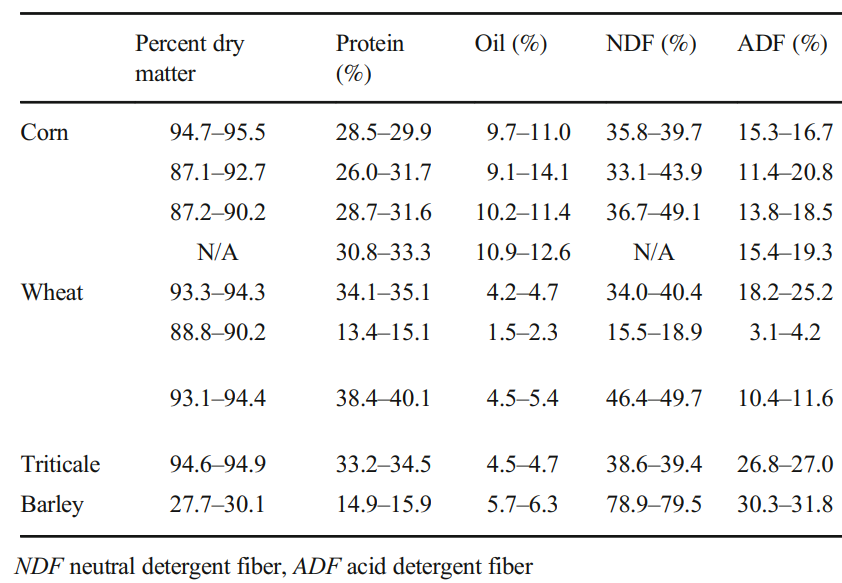 Percent dry matter Protein (%) Oil (%) NDF (%) ADF (%)
Corn 94.7–95.5 28.5–29.9 9.7–11.0 35.8–39.7 15.3–16.7
87.1–92.7 26.0–31.7 9.1–14.1 33.1–43.9 11.4–20.8
87.2–90.2 28.7–31.6 10.2–11.4 36.7–49.1 13.8–18.5
N/A 30.8–33.3 10.9–12.6 N/A 15.4–19.3
Wheat 93.3–94.3 34.1–35.1 4.2–4.7 34.0–40.4 18.2–25.2
88.8–90.2 13.4–15.1 1.5–2.3 15.5–18.9 3.1–4.2
93.1–94.4 38.4–40.1 4.5–5.4 46.4–49.7 10.4–11.6
Triticale 94.6–94.9 33.2–34.5 4.5–4.7 38.6–39.4 26.8–27.0
Barley 27.7–30.1 14.9–15.9 5.7–6.3 78.9–79.5 30.3–31.8
NDF neutral detergent fiber, ADF acid detergent fiber